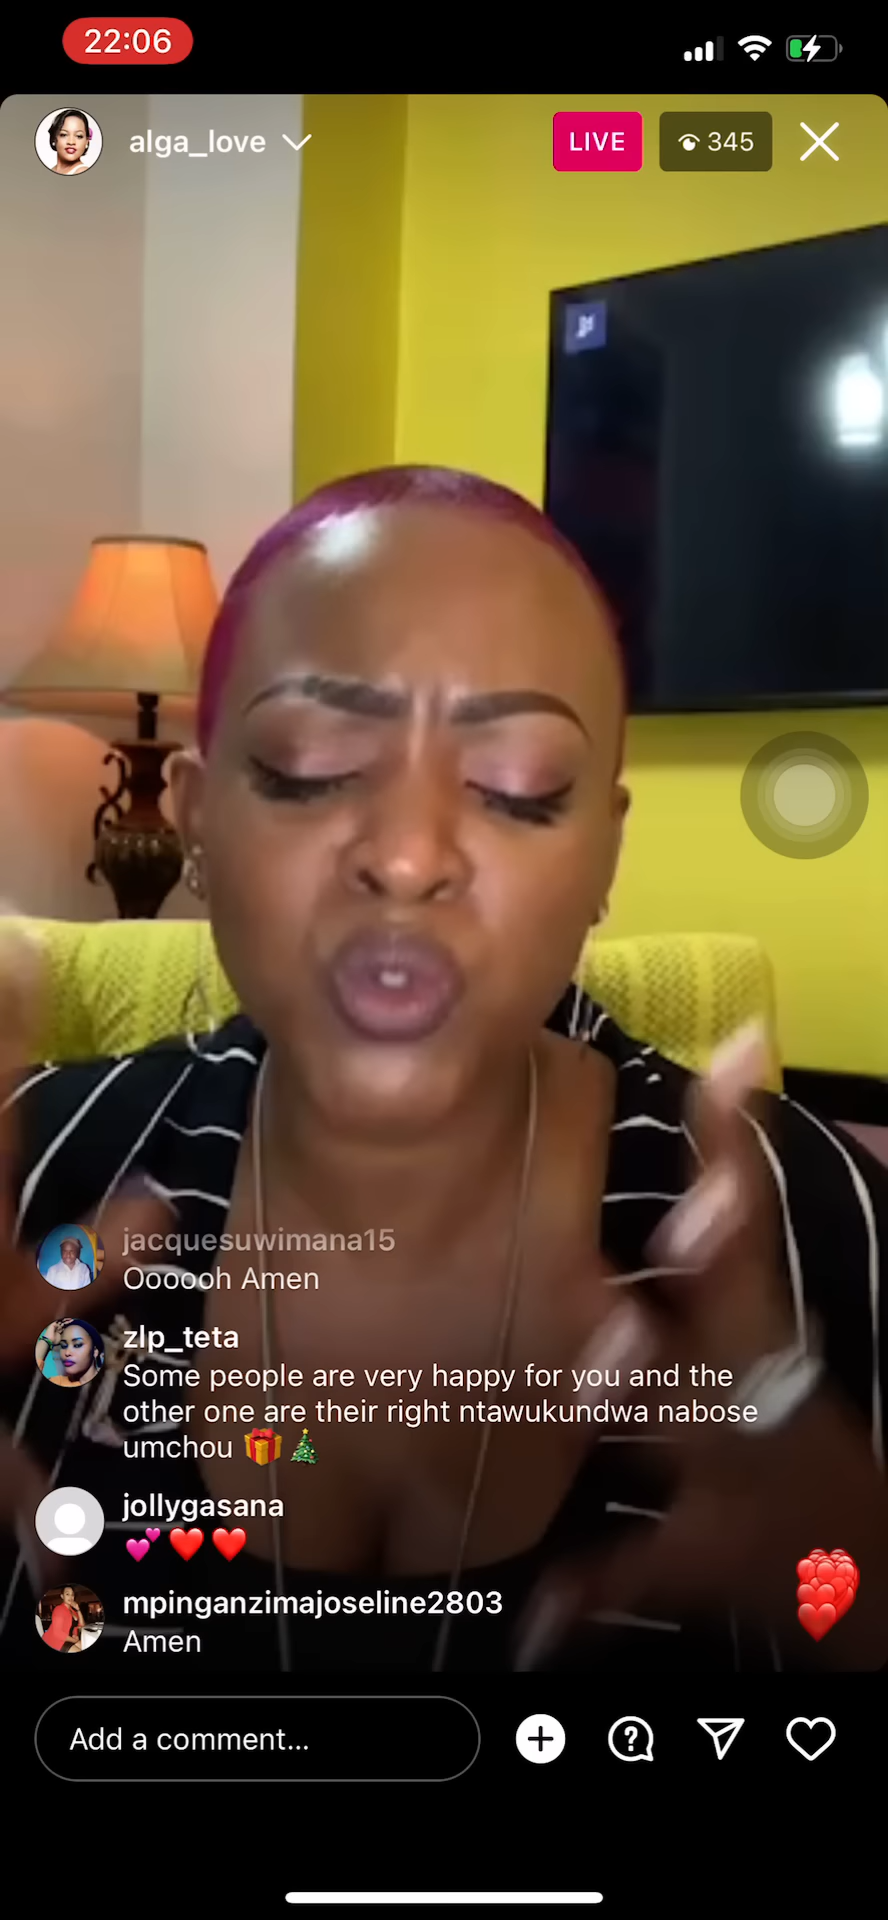 22:06
alga_love
LIVE
345
jacquesuwimana15
Oooooh Amen
zlp_teta
Some people are very happy for you and the
other one are their right ntawukundwa nabose
umchou
jollygasana
mpinganzimajoseline2803
Amen
Add a comment...